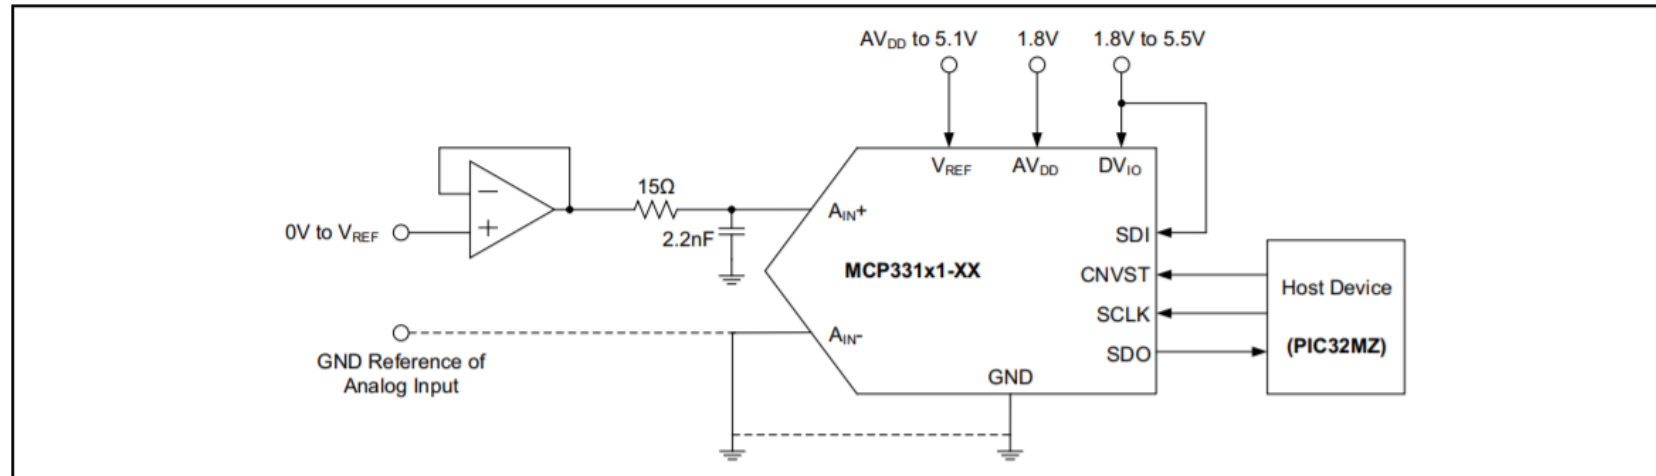 AVDD to 5.1V
1.8V
1.8V to 5.5V
VREF
AVDD
DVIO
15Ω
AIN+
0V to VREF
2.2nF
SDI
MCP331x1-XX
CNVST
Host Device
SCLK
AIN-
(PIC32MZ)
SDO
GND Reference of
Analog Input
GND